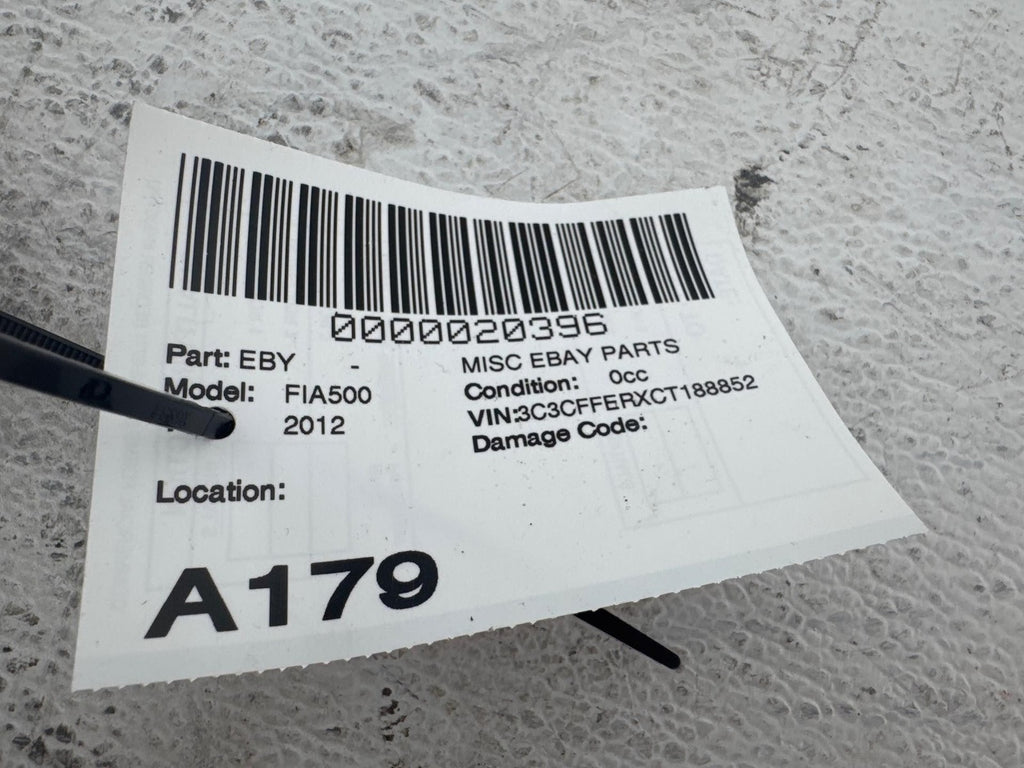 0000020396
Part: EBY - MISC EBAY PARTS
Model: FIA500 Condition: 0cc
2012 VIN:3C3CFFERXCT188852
Damage Code:
Location:
A179